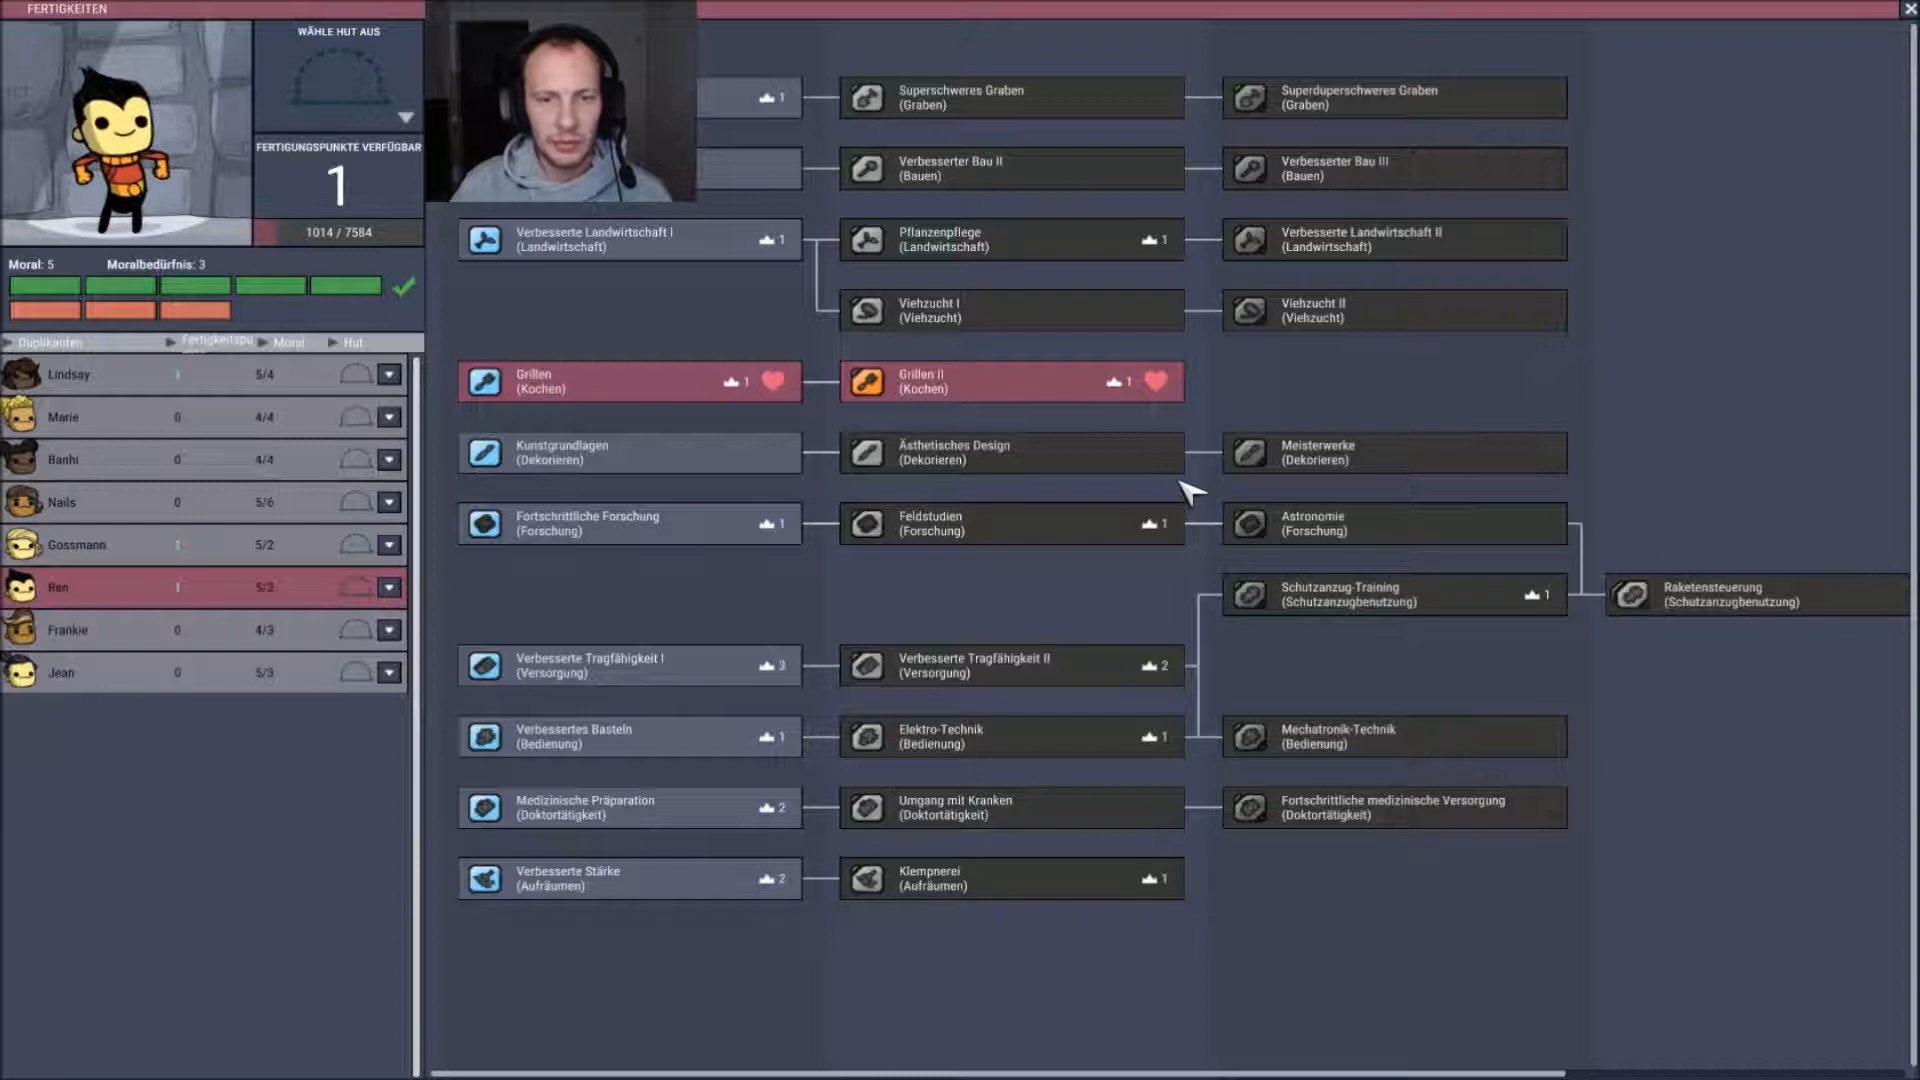 FERTIGKEITEN
WÄHLE HUT AUS
FERTIGUNGSPUNKTE VERFÜGBAR
1
1014 / 7584
Moral: 5
Moralbedürfnis: 3
Duplikanten
Fertigkeitspu
Moral
Hut
Lindsay
1
5/4
Marie
0
4/4
Banhi
0
4/4
Nails
0
5/6
Gossmann
1
5/2
Ren
1
5/3
Frankie
0
4/3
Jean
0
5/3
1
Superschweres Graben
(Graben)
Superduperschweres Graben
(Graben)
Verbesserter Bau II
(Bauen)
Verbesserter Bau III
(Bauen)
Verbesserte Landwirtschaft I
(Landwirtschaft)
1
Pflanzenpflege
(Landwirtschaft)
1
Verbesserte Landwirtschaft II
(Landwirtschaft)
Viehzucht I
(Viehzucht)
Viehzucht II
(Viehzucht)
Grillen
(Kochen)
1
Grillen II
(Kochen)
1
Kunstgrundlagen
(Dekorieren)
Ästhetisches Design
(Dekorieren)
Meisterwerke
(Dekorieren)
Fortschrittliche Forschung
(Forschung)
1
Feldstudien
(Forschung)
1
Astronomie
(Forschung)
Schutzanzug-Training
(Schutzanzugbenutzung)
1
Raketensteuerung
(Schutzanzugbenutzung)
Verbesserte Tragfähigkeit I
(Versorgung)
3
Verbesserte Tragfähigkeit II
(Versorgung)
2
Verbessertes Basteln
(Bedienung)
1
Elektro-Technik
(Bedienung)
1
Mechatronik-Technik
(Bedienung)
Medizinische Präparation
(Doktortätigkeit)
2
Umgang mit Kranken
(Doktortätigkeit)
Fortschrittliche medizinische Versorgung
(Doktortätigkeit)
Verbesserte Stärke
(Aufräumen)
2
Klempnerei
(Aufräumen)
1